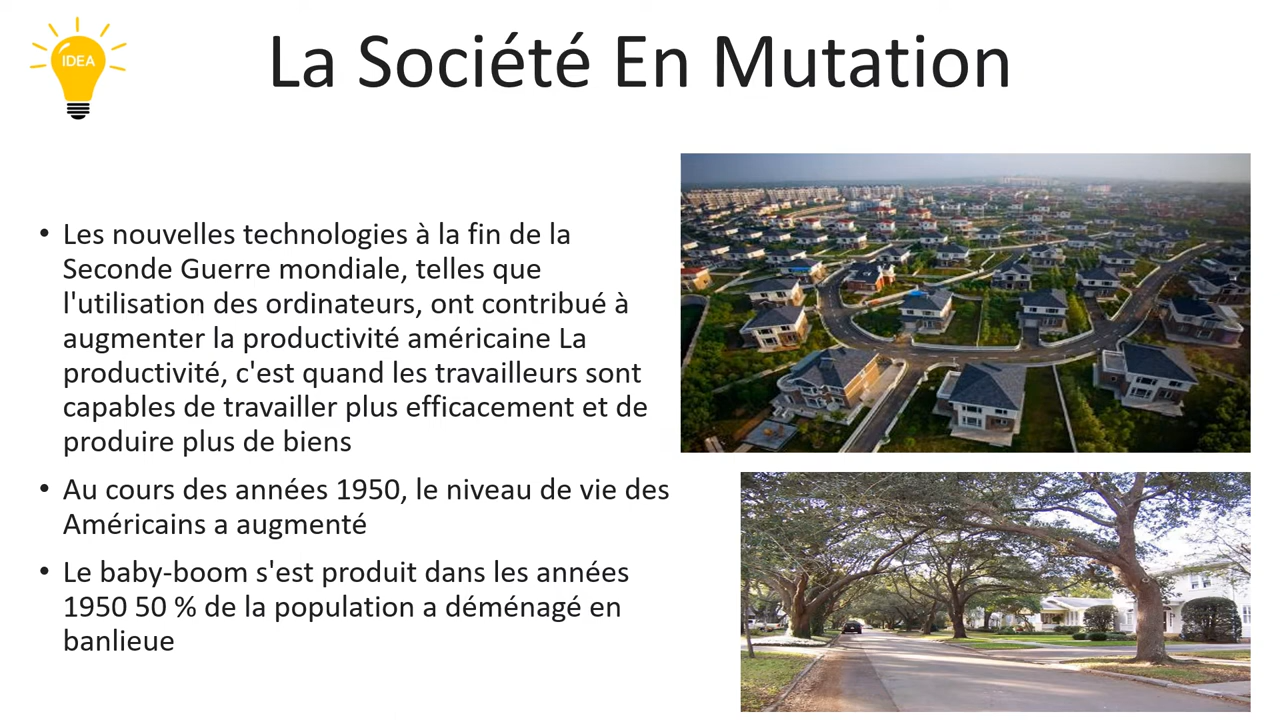 IDEA
La Société En Mutation
• Les nouvelles technologies à la fin de la
Seconde Guerre mondiale, telles que
l'utilisation des ordinateurs, ont contribué à
augmenter la productivité américaine La
productivité, c'est quand les travailleurs sont
capables de travailler plus efficacement et de
produire plus de biens
• Au cours des années 1950, le niveau de vie des
Américains a augmenté
• Le baby-boom s'est produit dans les années
1950 50 % de la population a déménagé en
banlieue